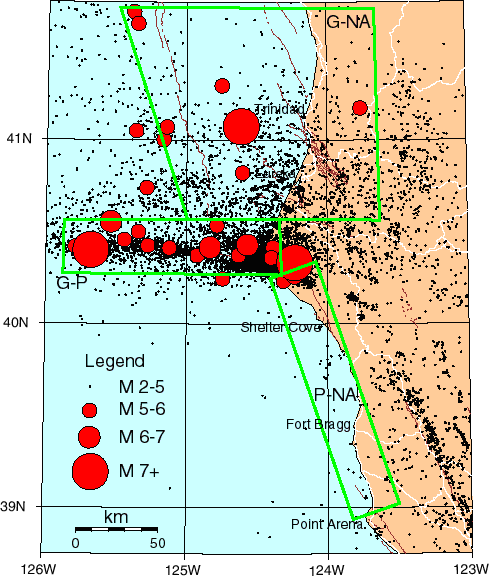 G-NA
Trinidad
41N
Eureka
G-P
40N
Shelter Cove
Legend
M 2-5
M 5-6
M 6-7
M 7+
P-NA
Fort Bragg
km
0 50
39N
Point Arena
126W 125W 124W 123W